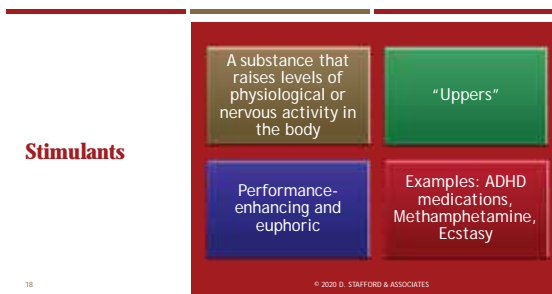 Stimulants
A substance that
raises levels of
physiological or
nervous activity in
the body
“Uppers”
Performance-
enhancing and
euphoric
Examples: ADHD
medications,
Methamphetamine,
Ecstasy
18
© 2020 D. STAFFORD & ASSOCIATES